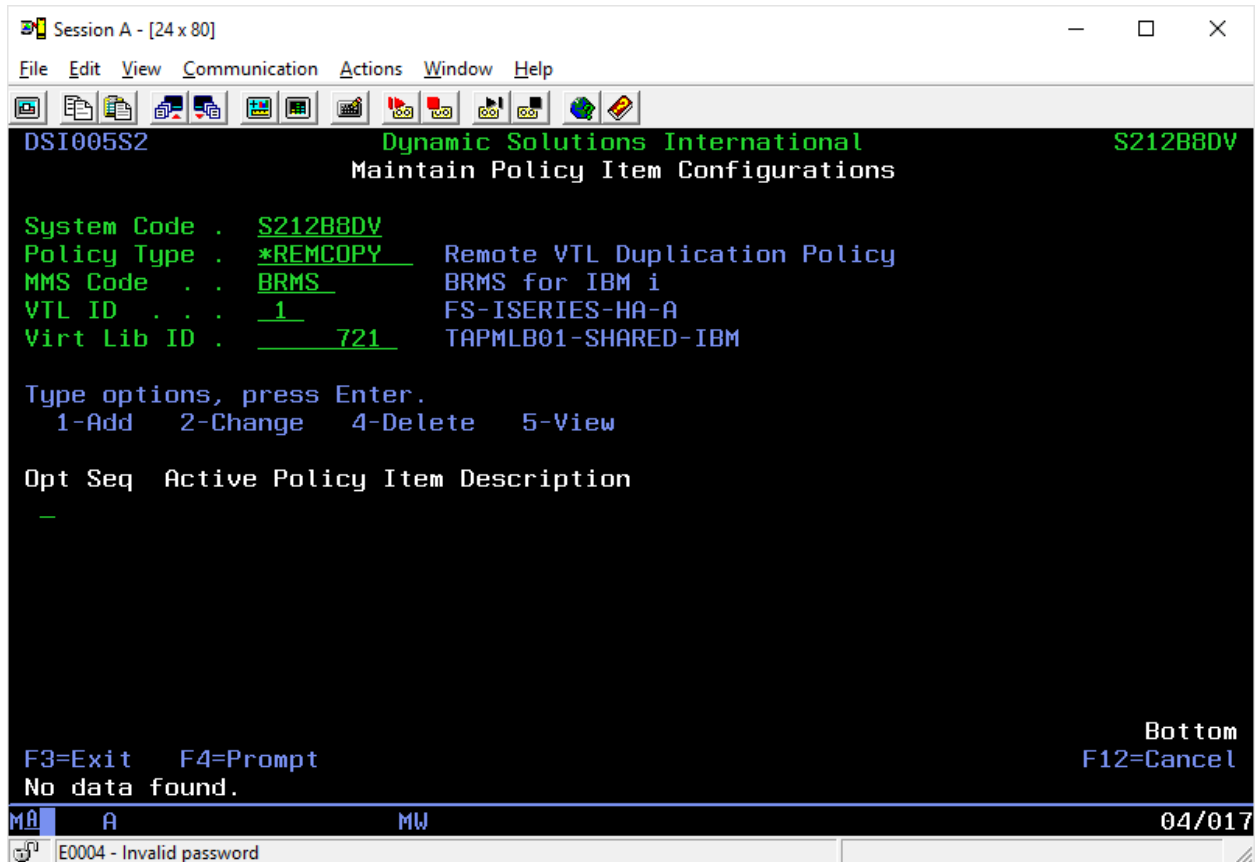 Session A - [24 x 80]
File Edit View Communication Actions Window Help
DSI005S2 Dynamic Solutions International S212B8DV
Maintain Policy Item Configurations
System Code . S212B8DV
Policy Type . *REMCOPY Remote VTL Duplication Policy
MMS Code . . BRMS BRMS for IBM i
VTL ID . . . 1 FS-ISERIES-HA-A
Virt Lib ID . 721 TAPMLB01-SHARED-IBM
Type options, press Enter.
1-Add 2-Change 4-Delete 5-View
Opt Seq Active Policy Item Description
Bottom
F3=Exit F4=Prompt F12=Cancel
No data found.
MA A MW 04/017
E0004 - Invalid password